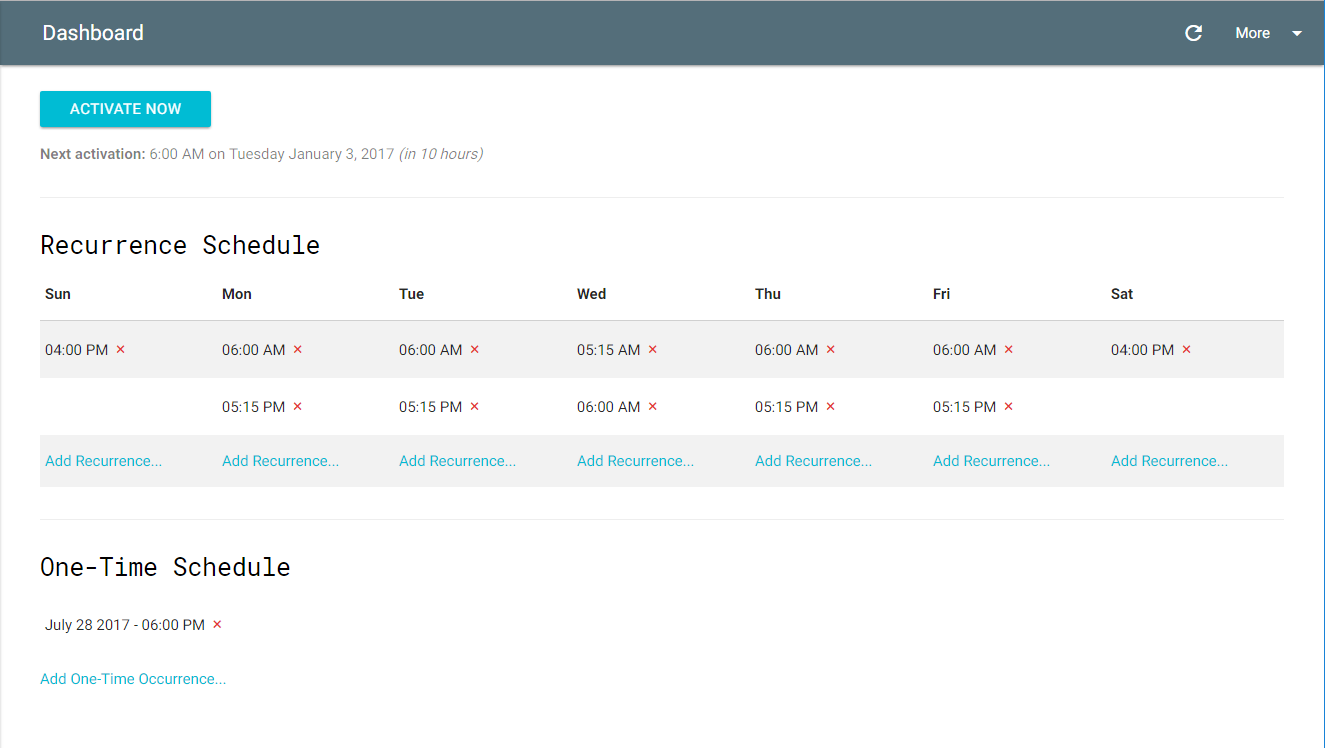 Dashboard
More
ACTIVATE NOW
Next activation: 6:00 AM on Tuesday January 3, 2017 (in 10 hours)
Recurrence Schedule
Sun Mon Tue Wed Thu Fri Sat
04:00 PM × 06:00 AM × 06:00 AM × 05:15 AM × 06:00 AM × 06:00 AM × 04:00 PM ×
05:15 PM × 05:15 PM × 06:00 AM × 05:15 PM × 05:15 PM ×
Add Recurrence... Add Recurrence... Add Recurrence... Add Recurrence... Add Recurrence... Add Recurrence... Add Recurrence...
One-Time Schedule
July 28 2017 - 06:00 PM ×
Add One-Time Occurrence...